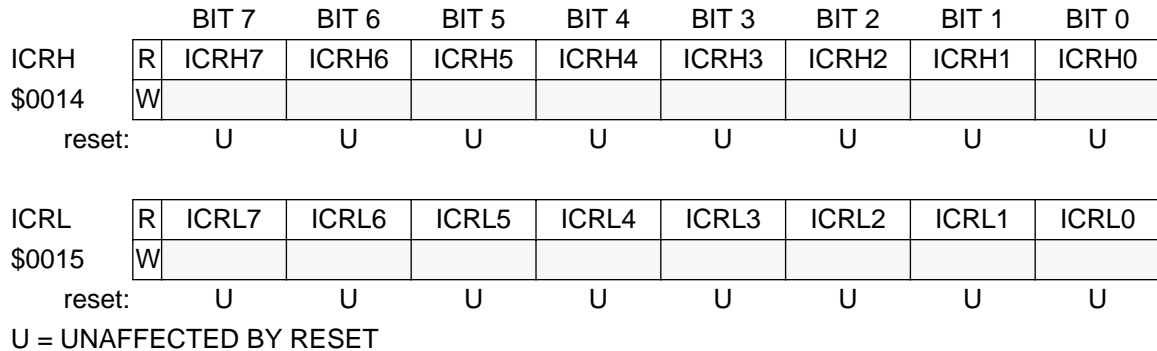 BIT 7 BIT 6 BIT 5 BIT 4 BIT 3 BIT 2 BIT 1 BIT 0
ICRH R ICRH7 ICRH6 ICRH5 ICRH4 ICRH3 ICRH2 ICRH1 ICRH0
$0014 W
reset: U U U U U U U U
ICRL R ICRL7 ICRL6 ICRL5 ICRL4 ICRL3 ICRL2 ICRL1 ICRL0
$0015 W
reset: U U U U U U U U
U = UNAFFECTED BY RESET